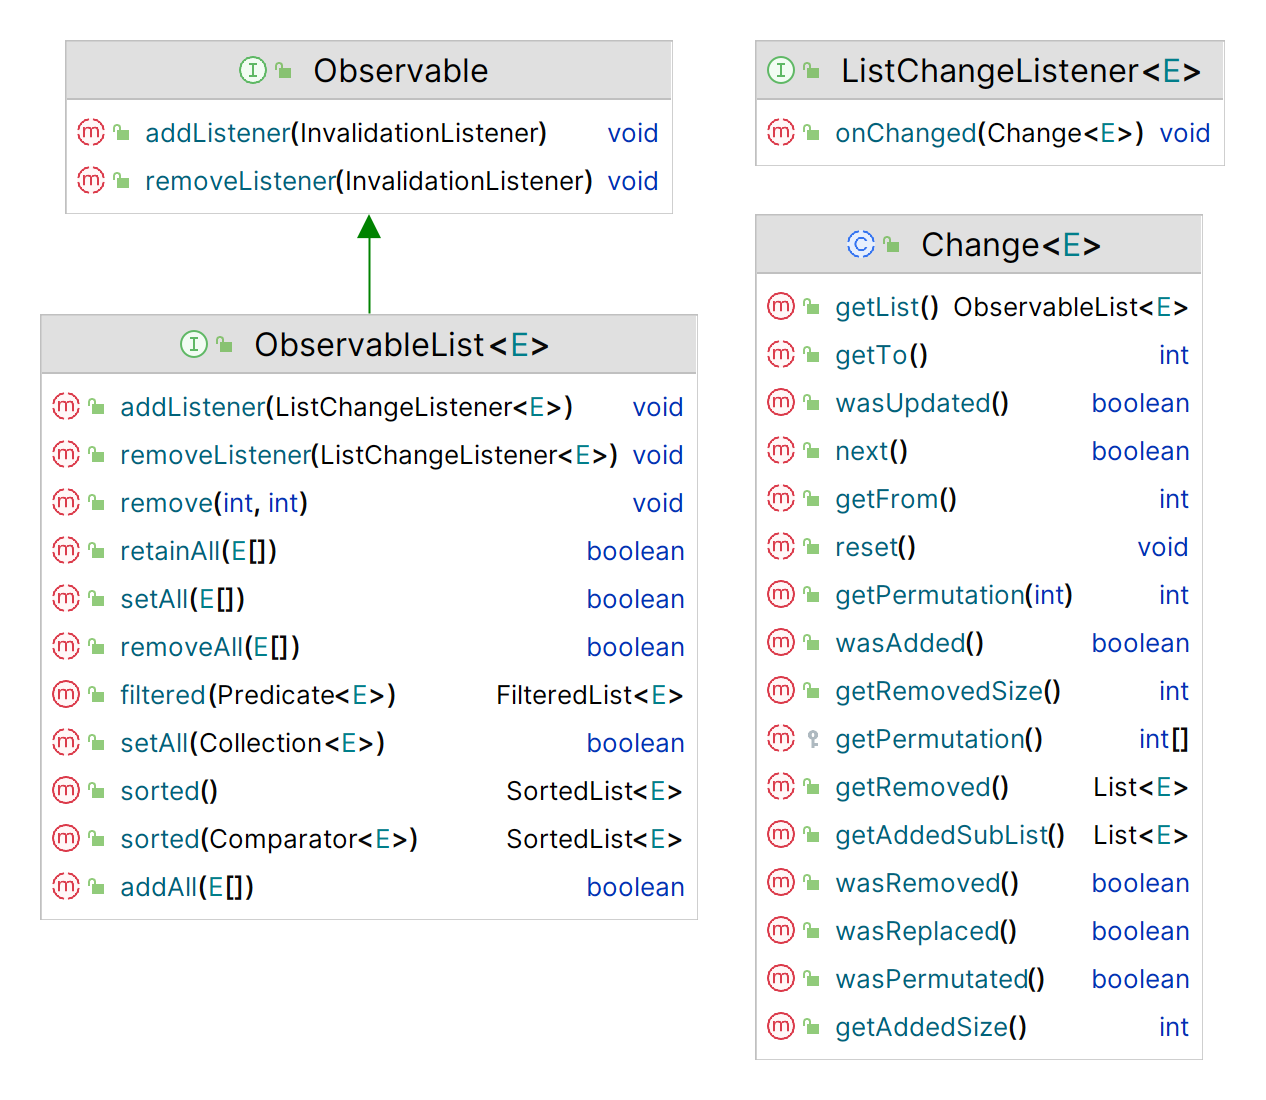 Observable
addListener(InvalidationListener) void
removeListener(InvalidationListener) void
ObservableList<E>
addListener(ListChangeListener<E>) void
removeListener(ListChangeListener<E>) void
remove(int, int) void
retainAll(E[]) boolean
setAll(E[]) boolean
removeAll(E[]) boolean
filtered(Predicate<E>) FilteredList<E>
setAll(Collection<E>) boolean
sorted() SortedList<E>
sorted(Comparator<E>) SortedList<E>
addAll(E[]) boolean
ListChangeListener<E>
onChanged(Change<E>) void
Change<E>
getList() ObservableList<E>
getTo() int
wasUpdated() boolean
next() boolean
getFrom() int
reset() void
getPermutation(int) int
wasAdded() boolean
getRemovedSize() int
getPermutation() int[]
getRemoved() List<E>
getAddedSubList() List<E>
wasRemoved() boolean
wasReplaced() boolean
wasPermutated() boolean
getAddedSize() int